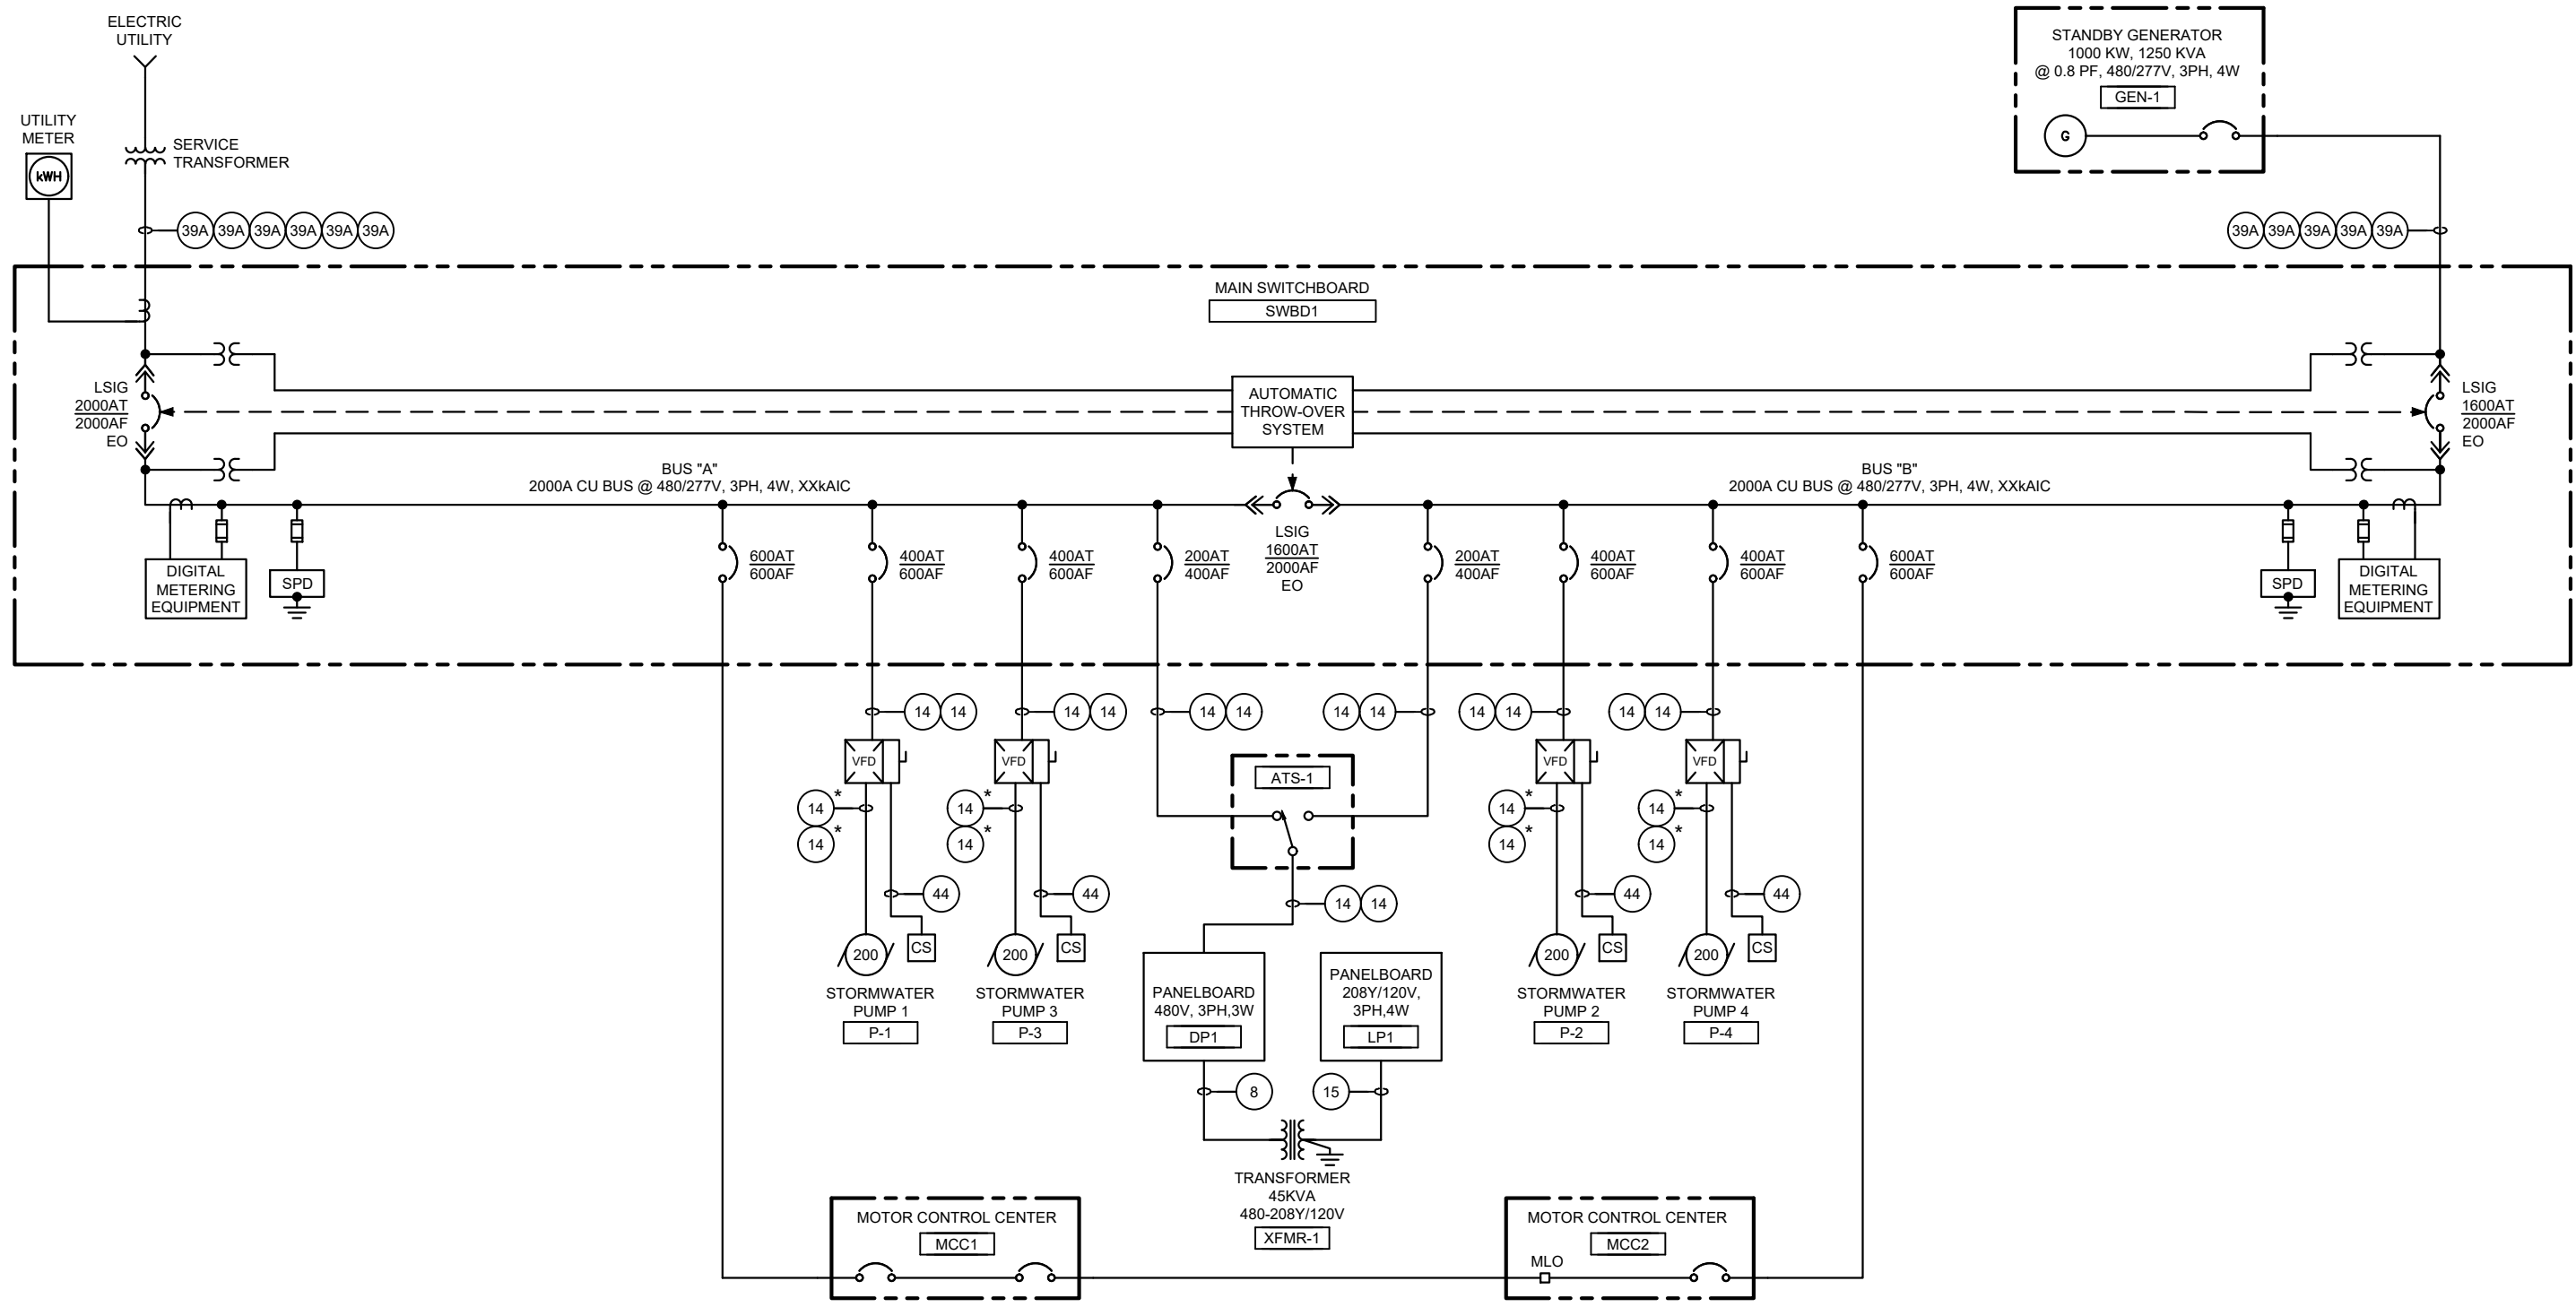 ELECTRIC
UTILITY
STANDBY GENERATOR
1000 KW, 1250 KVA
@ 0.8 PF, 480/277V, 3PH, 4W
GEN-1
G
UTILITY
METER
kWH
SERVICE
TRANSFORMER
39A 39A 39A 39A 39A 39A
39A 39A 39A 39A 39A
MAIN SWITCHBOARD
SWBD1
LSIG
2000AT
2000AF
EO
AUTOMATIC
THROW-OVER
SYSTEM
LSIG
1600AT
2000AF
EO
BUS "A"
2000A CU BUS @ 480/277V, 3PH, 4W, XXkAIC
BUS "B"
2000A CU BUS @ 480/277V, 3PH, 4W, XXkAIC
DIGITAL
METERING
EQUIPMENT
SPD
600AT
600AF
400AT
600AF
400AT
600AF
200AT
400AF
LSIG
1600AT
2000AF
EO
200AT
400AF
400AT
600AF
400AT
600AF
600AT
600AF
SPD
DIGITAL
METERING
EQUIPMENT
14 14
14 14
14 14
14 14
14 14
14 14
VFD
VFD
ATS-1
VFD
VFD
14 *
14 *
14 *
14 *
14 *
14 *
14 *
14 *
44
44
14 14
44
44
200
CS
200
CS
200
CS
200
CS
STORMWATER
PUMP 1
P-1
STORMWATER
PUMP 3
P-3
PANELBOARD
480V, 3PH,3W
DP1
PANELBOARD
208Y/120V,
3PH,4W
LP1
STORMWATER
PUMP 2
P-2
STORMWATER
PUMP 4
P-4
8
15
TRANSFORMER
45KVA
480-208Y/120V
XFMR-1
MOTOR CONTROL CENTER
MCC1
MOTOR CONTROL CENTER
MCC2
MLO